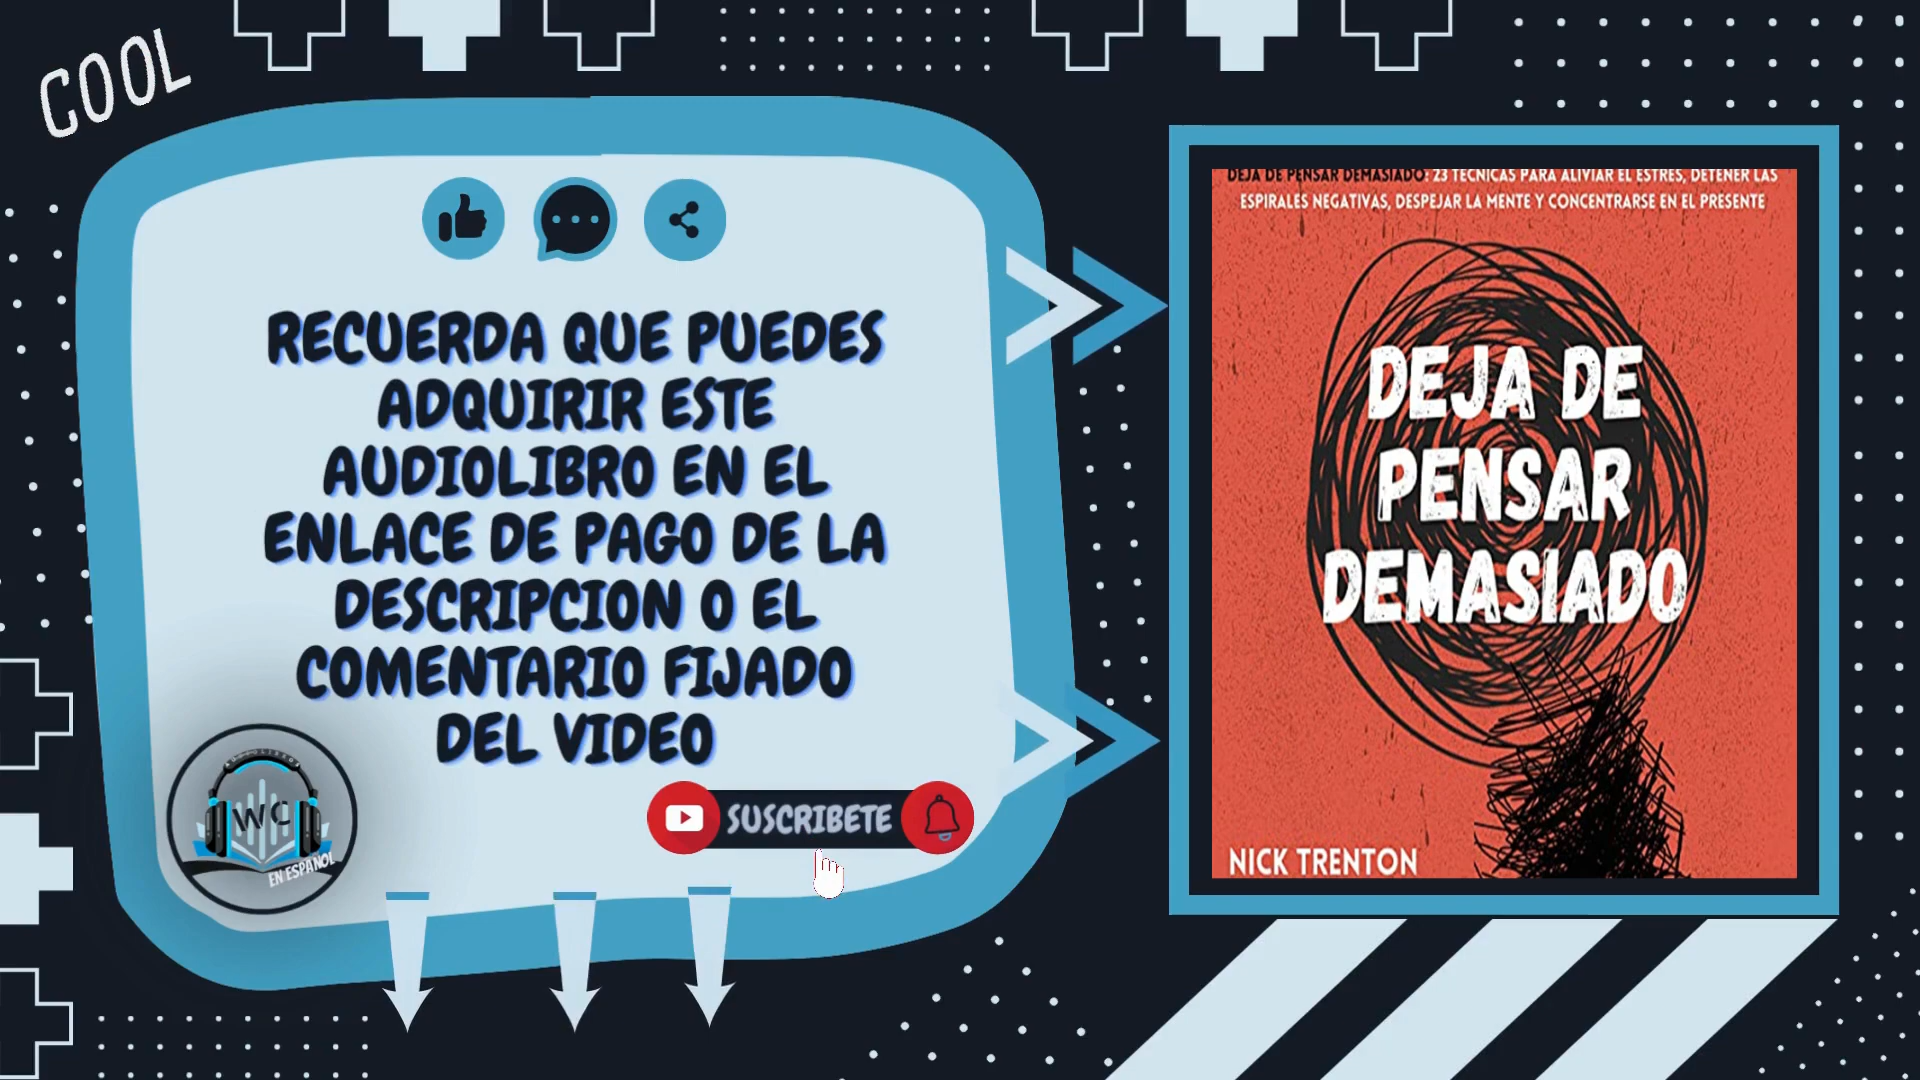 COOL
RECUERDA QUE PUEDES
ADQUIRIR ESTE
AUDIOLIBRO EN EL
ENLACE DE PAGO DE LA
DESCRIPCION O EL
COMENTARIO FIJADO
DEL VIDEO
WC
EN ESPAÑOL
SUSCRIBETE
DEJA DE PENSAR DEMASIADO: 23 TECNICAS PARA ALIVIAR EL ESTRES, DETENER LAS
ESPIRALES NEGATIVAS, DESPEJAR LA MENTE Y CONCENTRARSE EN EL PRESENTE
DEJA DE
PENSAR
DEMASIADO
NICK TRENTON